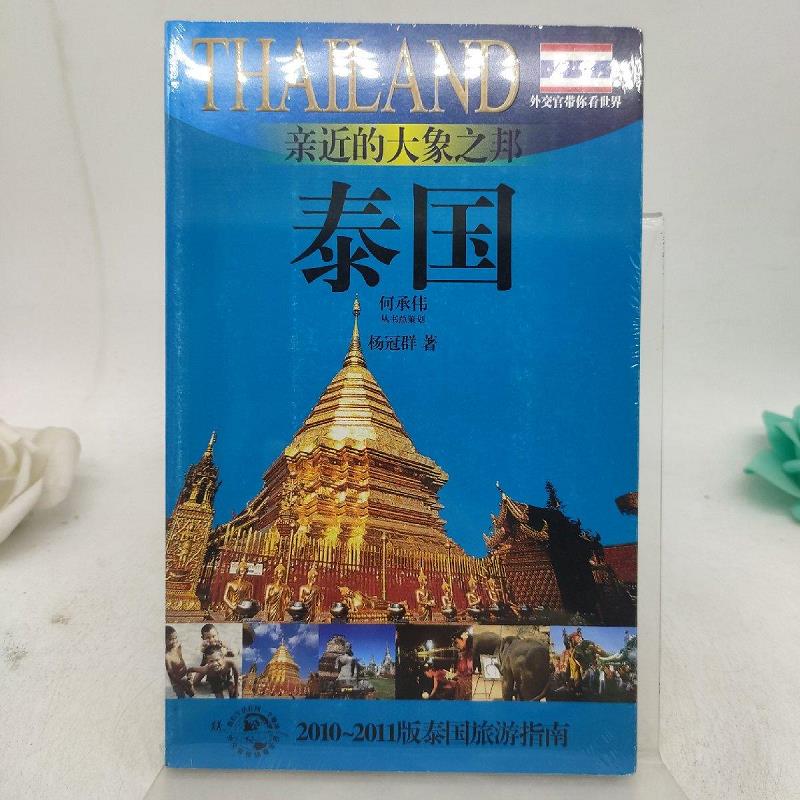 THAILAND
外交官带你看世界
亲近的大象之邦
泰国
何承伟
丛书总策划
杨冠群 著
2010~2011版泰国旅游指南